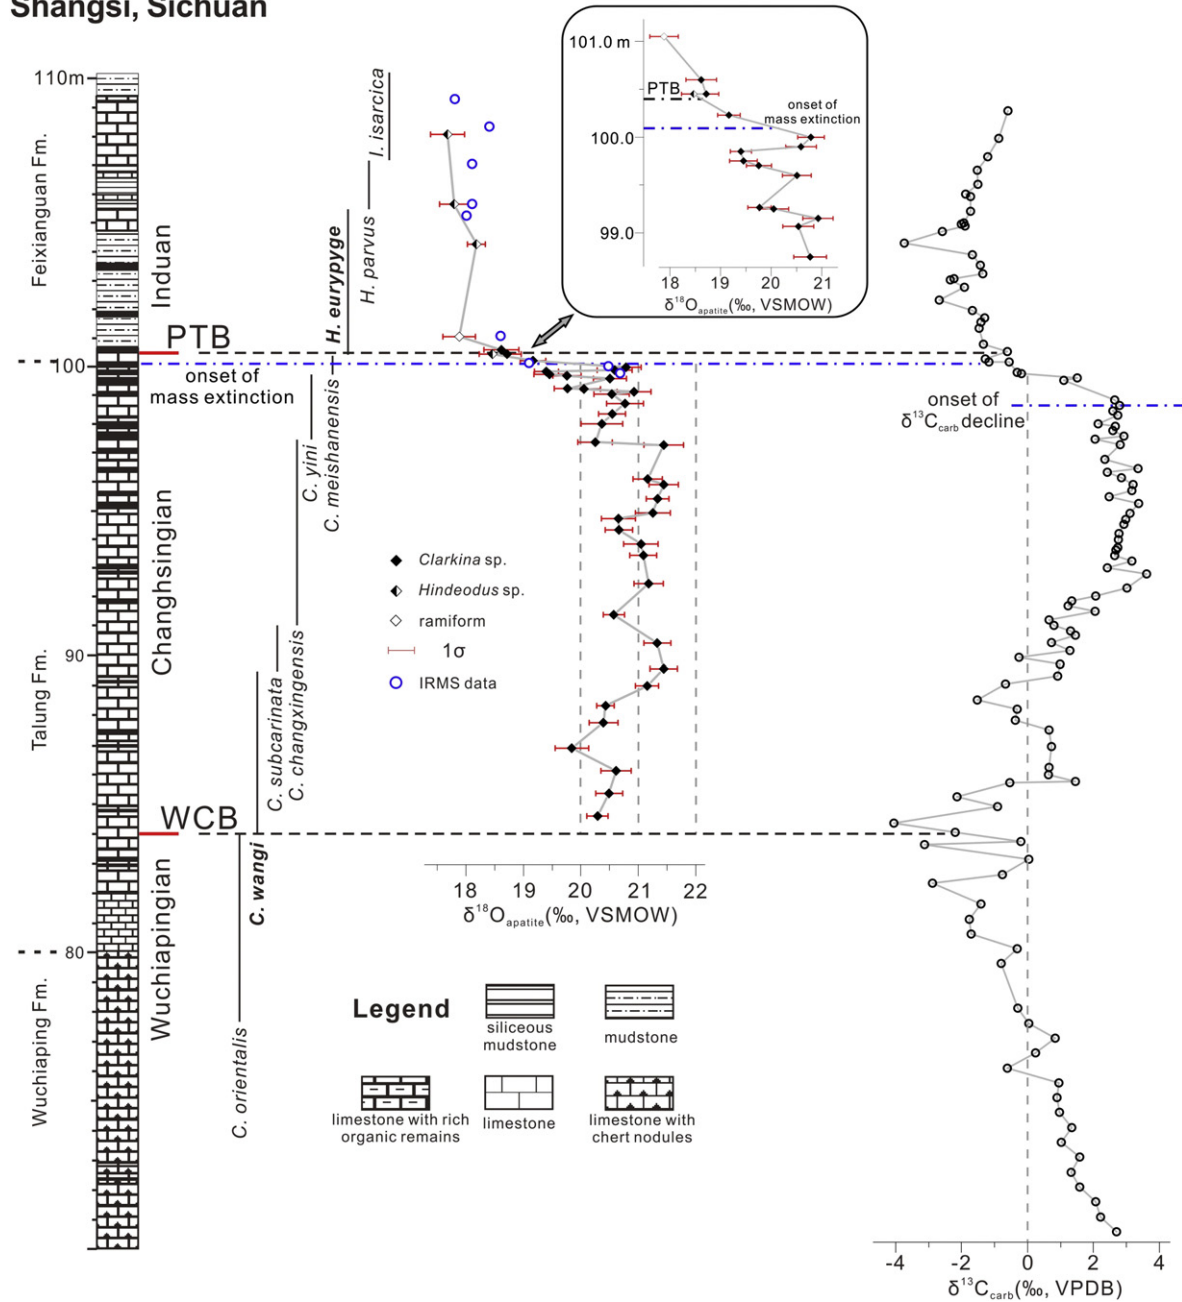 Shangsi, Sichuan
110m
100
90
80
Feixianguan Fm.
Talung Fm.
Wuchiaping Fm.
Induan
Changhsingian
Wuchiapingian
PTB
onset of
mass extinction
WCB
I. Isarcica
H. parvus
H. eurypyge
C. yini
C. meishanensis
C. subcarinata
C. changxingensis
C. wangi
C. orientalis
101.0 m
PTB
onset of
mass extinction
100.0
99.0
18 19 20 21
δ¹⁸Oapatite(‰, VSMOW)
Clarkina sp.
Hindeodus sp.
ramiform
1σ
IRMS data
18 19 20 21 22
δ¹⁸Oapatite(‰, VSMOW)
onset of
δ¹³Ccarb decline
Legend
siliceous
mudstone
mudstone
limestone with rich
organic remains
limestone
limestone with
chert nodules
-4 -2 0 2 4
δ¹³Ccarb(‰, VPDB)